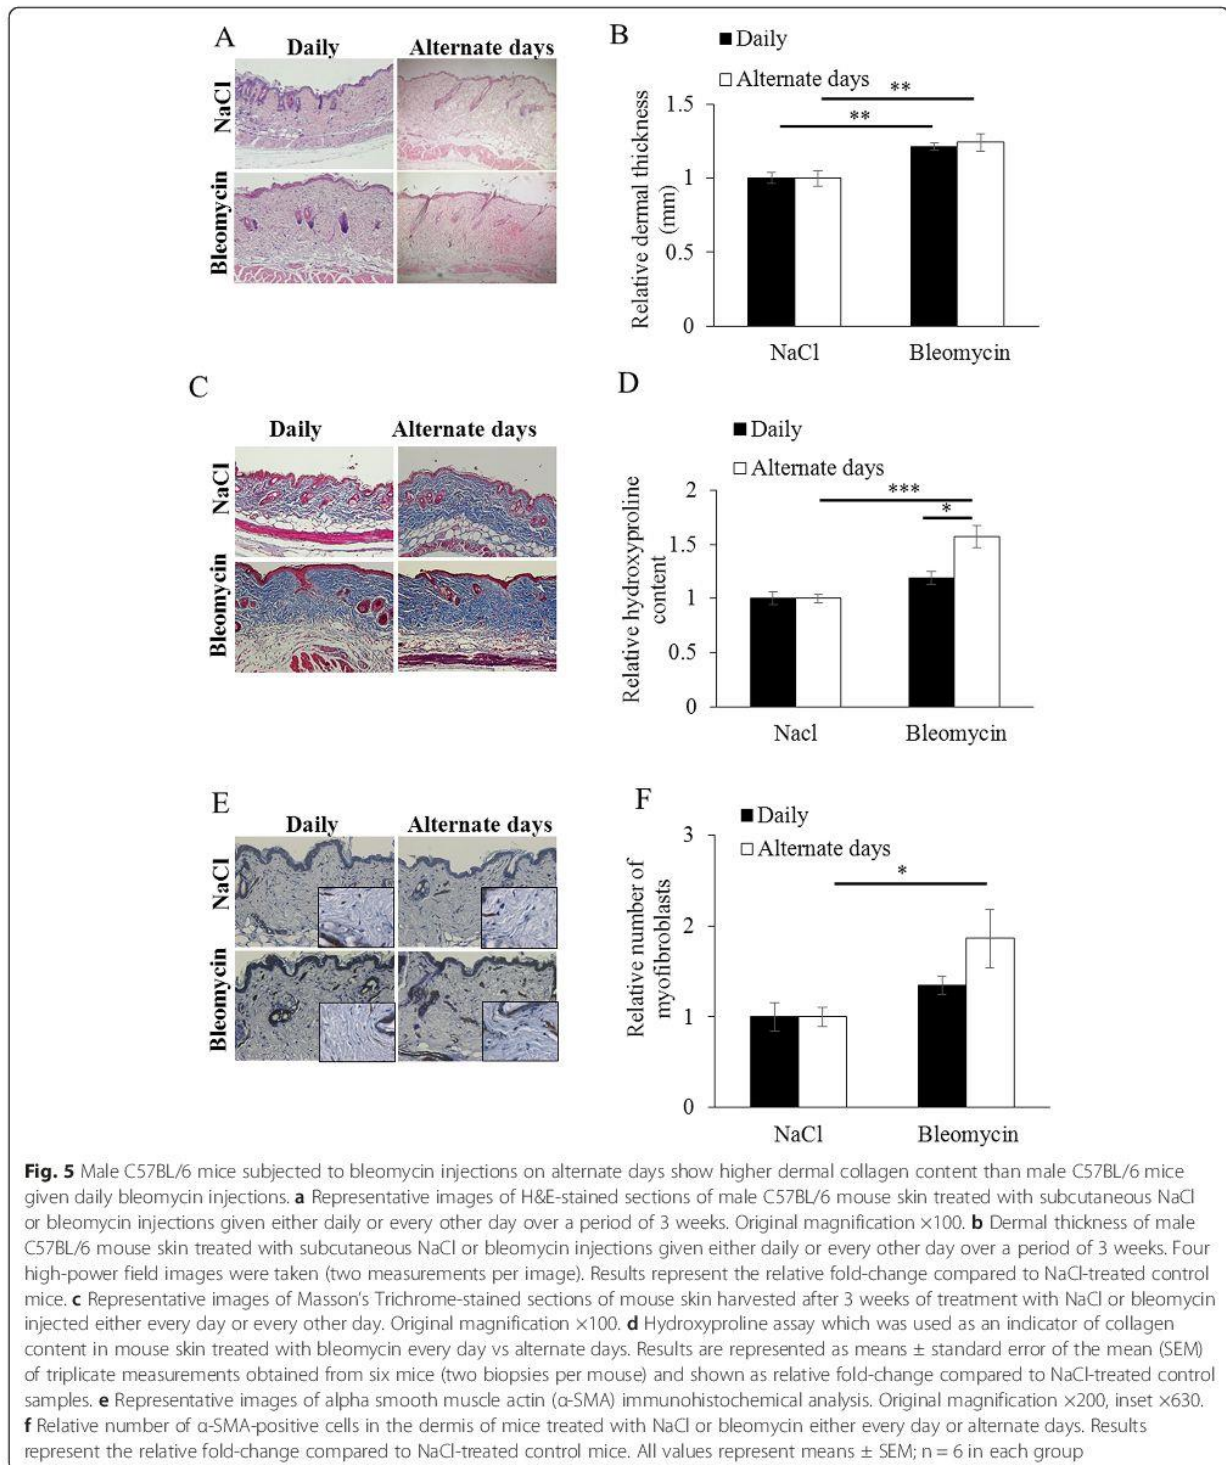 A
Daily Alternate days
NaCl
Bleomycin
B
Daily
Alternate days
Relative dermal thickness
(mm)
1.5
1
0.5
0
**
**
NaCl Bleomycin
C
Daily Alternate days
NaCl
Bleomycin
D
Daily
Alternate days
Relative hydroxyproline
content
2
1.5
1
0.5
0
***
*
Nacl Bleomycin
E
Daily Alternate days
NaCl
Bleomycin
F
Daily
Alternate days
Relative number of
myofibroblasts
3
2
1
0
*
NaCl Bleomycin
Fig. 5 Male C57BL/6 mice subjected to bleomycin injections on alternate days show higher dermal collagen content than male C57BL/6 mice
given daily bleomycin injections. a Representative images of H&E-stained sections of male C57BL/6 mouse skin treated with subcutaneous NaCl
or bleomycin injections given either daily or every other day over a period of 3 weeks. Original magnification ×100. b Dermal thickness of male
C57BL/6 mouse skin treated with subcutaneous NaCl or bleomycin injections given either daily or every other day over a period of 3 weeks. Four
high-power field images were taken (two measurements per image). Results represent the relative fold-change compared to NaCl-treated control
mice. c Representative images of Masson's Trichrome-stained sections of mouse skin harvested after 3 weeks of treatment with NaCl or bleomycin
injected either every day or every other day. Original magnification ×100. d Hydroxyproline assay which was used as an indicator of collagen
content in mouse skin treated with bleomycin every day vs alternate days. Results are represented as means ± standard error of the mean (SEM)
of triplicate measurements obtained from six mice (two biopsies per mouse) and shown as relative fold-change compared to NaCl-treated control
samples. e Representative images of alpha smooth muscle actin (α-SMA) immunohistochemical analysis. Original magnification ×200, inset ×630.
f Relative number of α-SMA-positive cells in the dermis of mice treated with NaCl or bleomycin either every day or alternate days. Results
represent the relative fold-change compared to NaCl-treated control mice. All values represent means ± SEM; n = 6 in each group